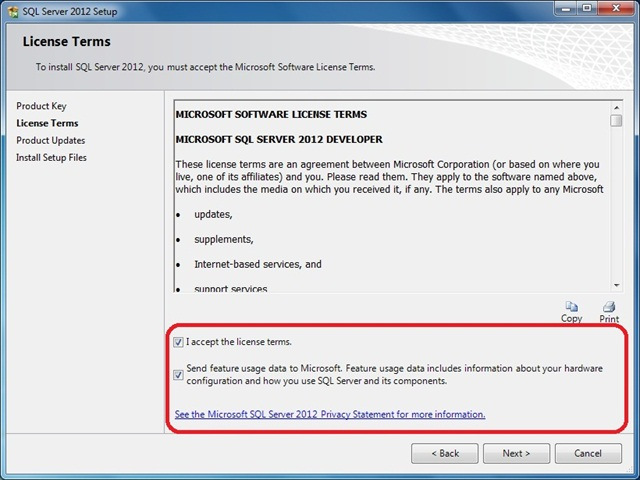 SQL Server 2012 Setup
License Terms
To install SQL Server 2012, you must accept the Microsoft Software License Terms.
Product Key
License Terms
Product Updates
Install Setup Files
MICROSOFT SOFTWARE LICENSE TERMS
MICROSOFT SQL SERVER 2012 DEVELOPER
These license terms are an agreement between Microsoft Corporation (or based on where you
live, one of its affiliates) and you. Please read them. They apply to the software named above,
which includes the media on which you received it, if any. The terms also apply to any Microsoft
• updates,
• supplements,
• Internet-based services, and
• support services
Copy Print
I accept the license terms.
Send feature usage data to Microsoft. Feature usage data includes information about your hardware
configuration and how you use SQL Server and its components.
See the Microsoft SQL Server 2012 Privacy Statement for more information.
< Back Next > Cancel